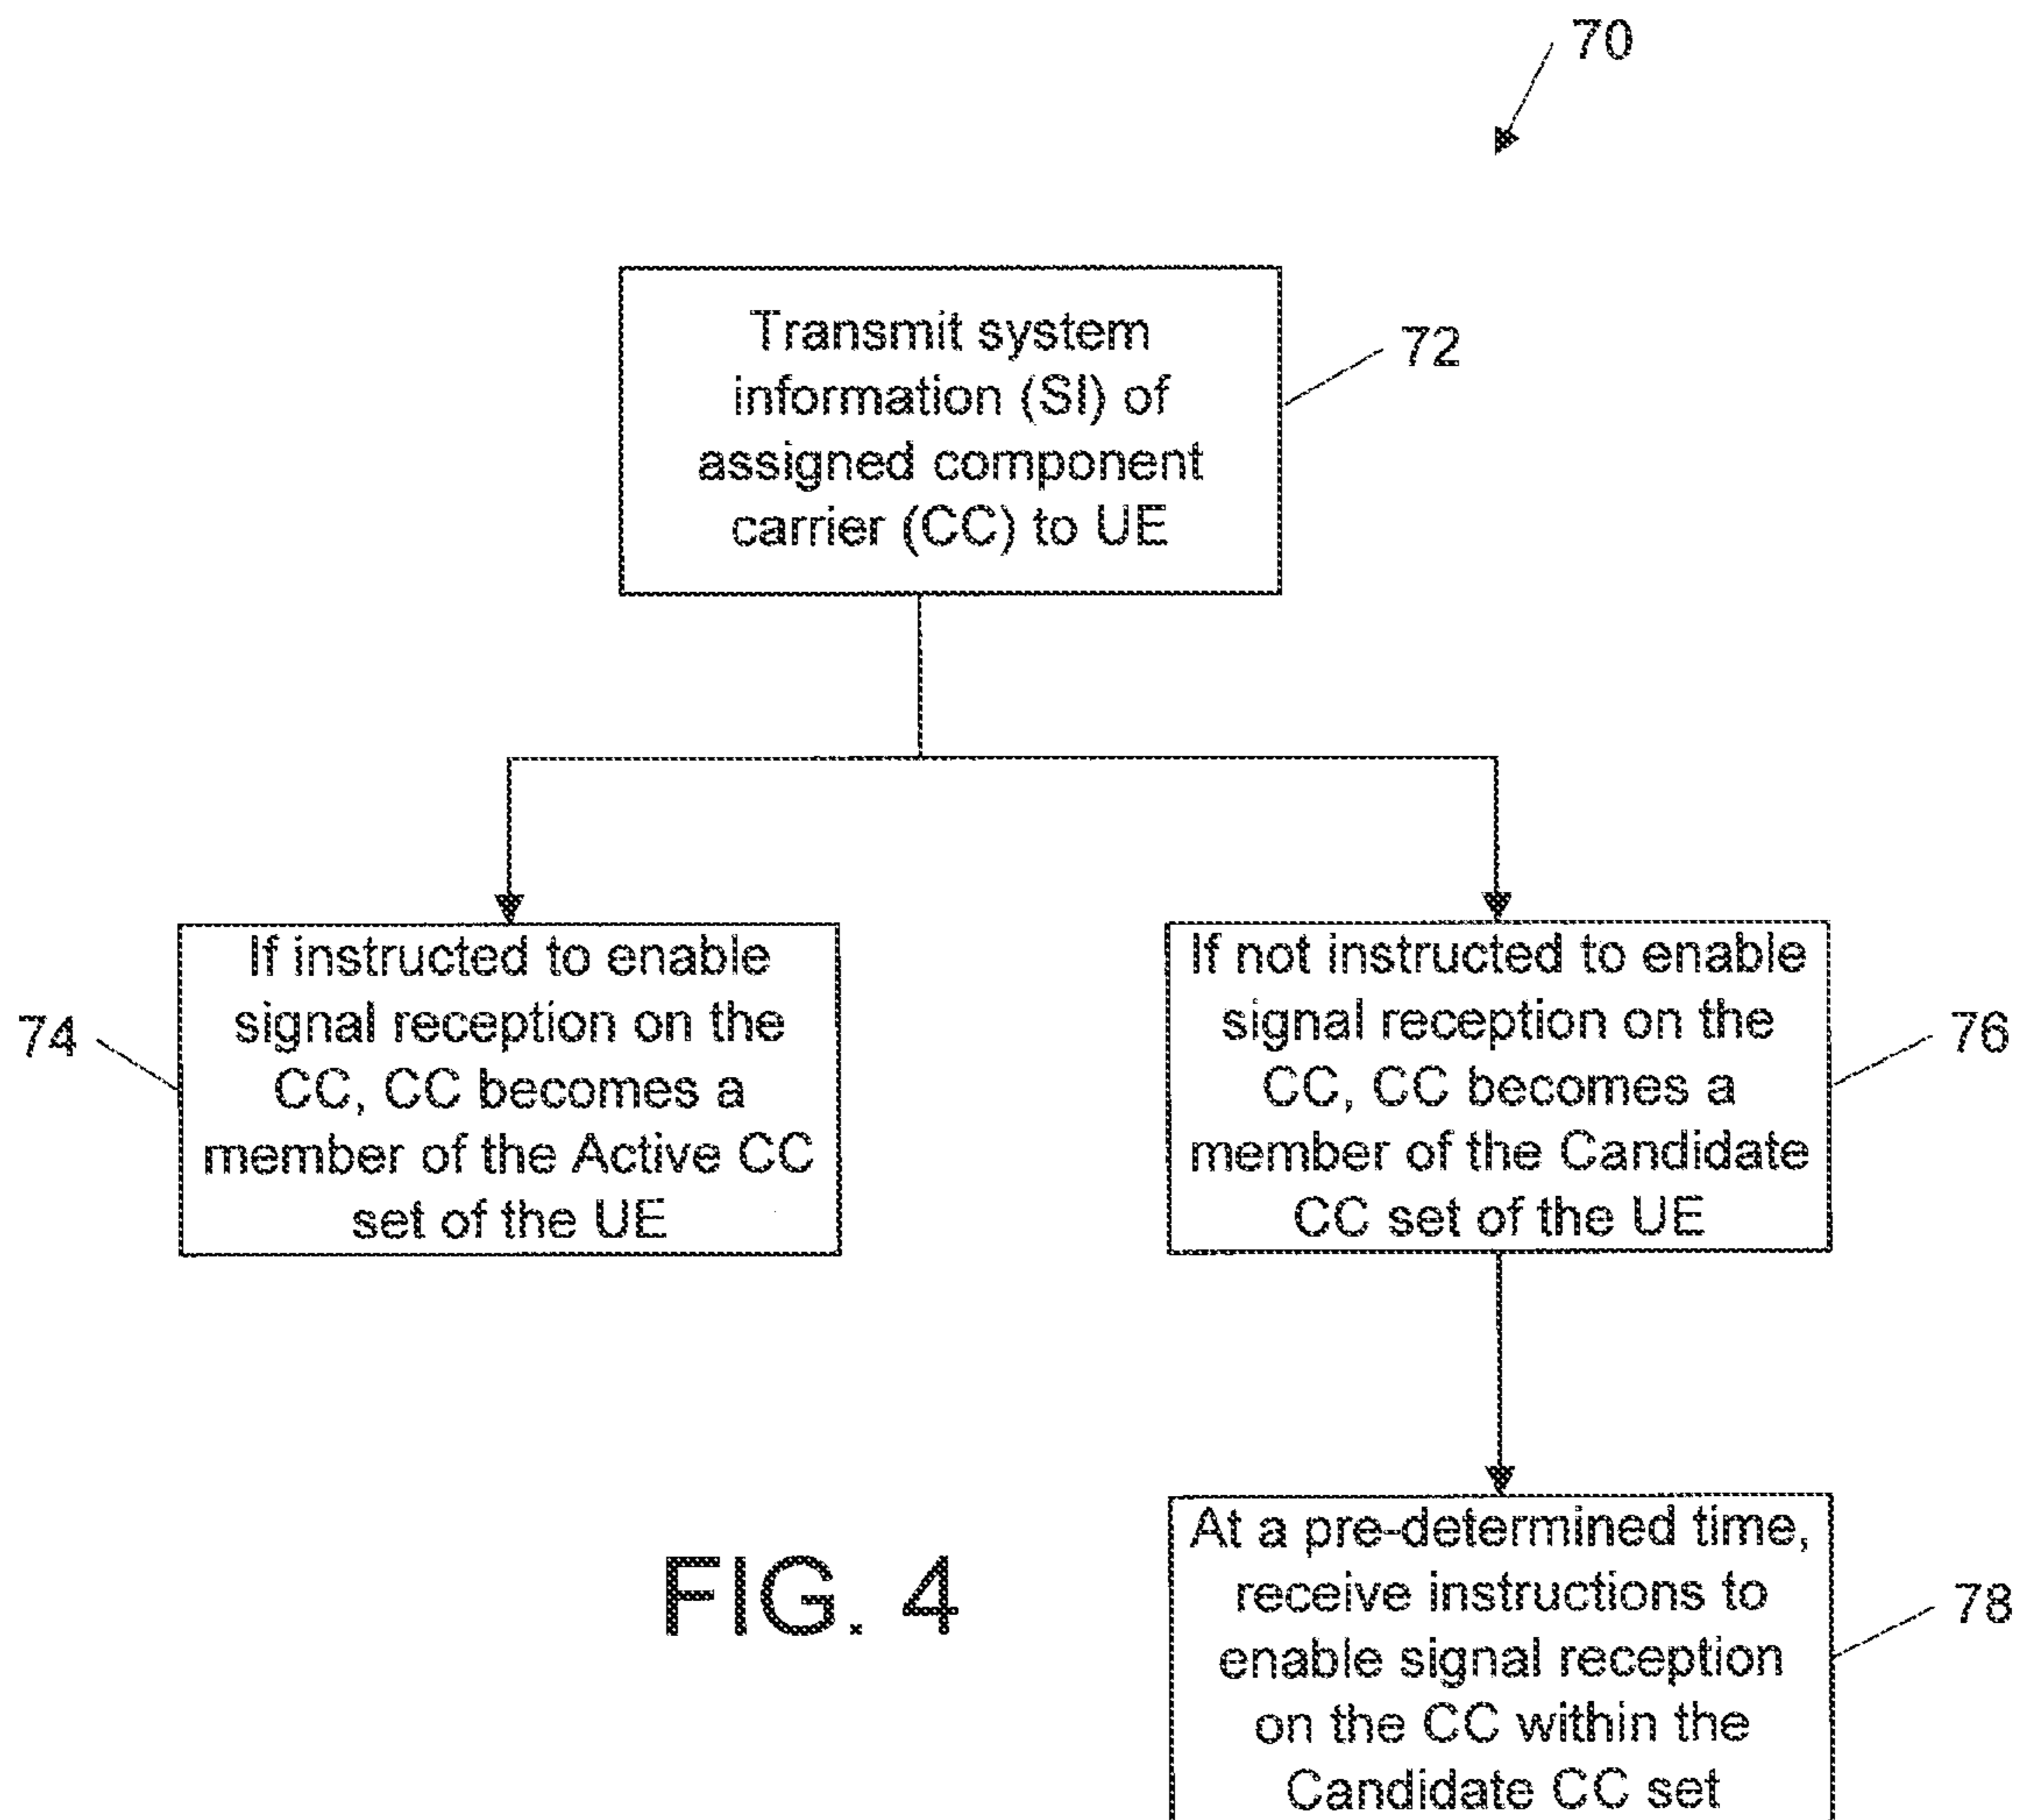 70
Transmit system
information (SI) of
assigned component
carrier (CC) to UE
72
If instructed to enable
signal reception on the
CC, CC becomes a
member of the Active CC
set of the UE
74
If not instructed to enable
signal reception on the
CC, CC becomes a
member of the Candidate
CC set of the UE
76
At a pre-determined time,
receive instructions to
enable signal reception
on the CC within the
Candidate CC set
78
FIG. 4